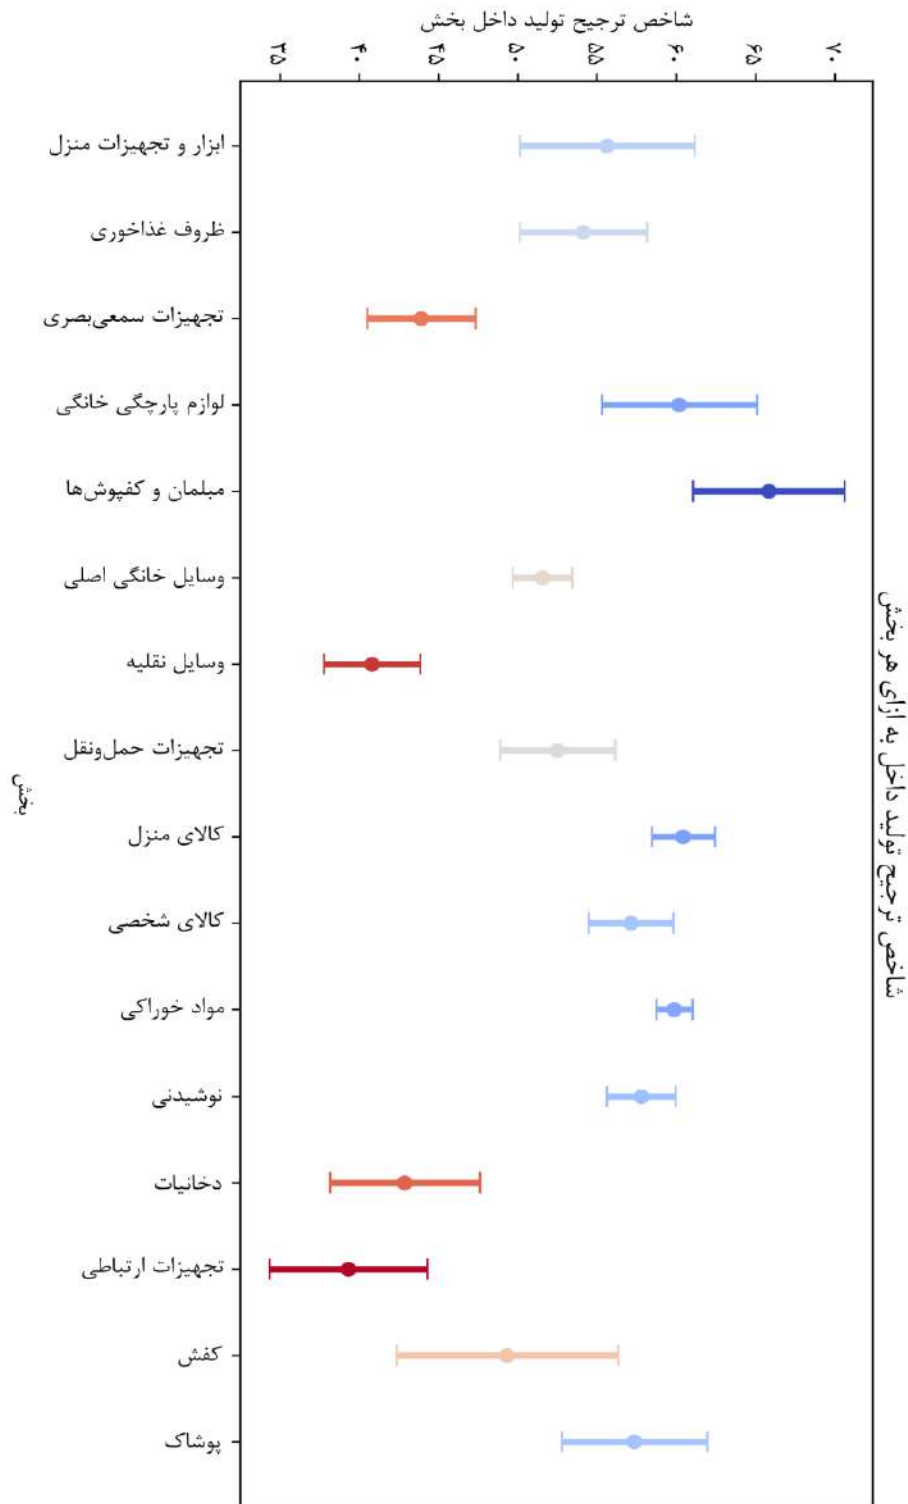 شاخص ترجیح تولید داخل بخش
۳۵ ۴۰ ۴۵ ۵۰ ۵۵ ۶۰ ۶۵ ۷۰
ابزار و تجهیزات منزل
ظروف غذاخوری
تجهیزات سمعی‌بصری
لوازم پارچگی خانگی
مبلمان و کفپوش‌ها
وسایل خانگی اصلی
وسایل نقلیه
تجهیزات حمل‌ونقل
کالای منزل
کالای شخصی
مواد خوراکی
نوشیدنی
دخانیات
تجهیزات ارتباطی
کفش
پوشاک
بخش
شاخص ترجیح تولید داخل به ازای هر بخش